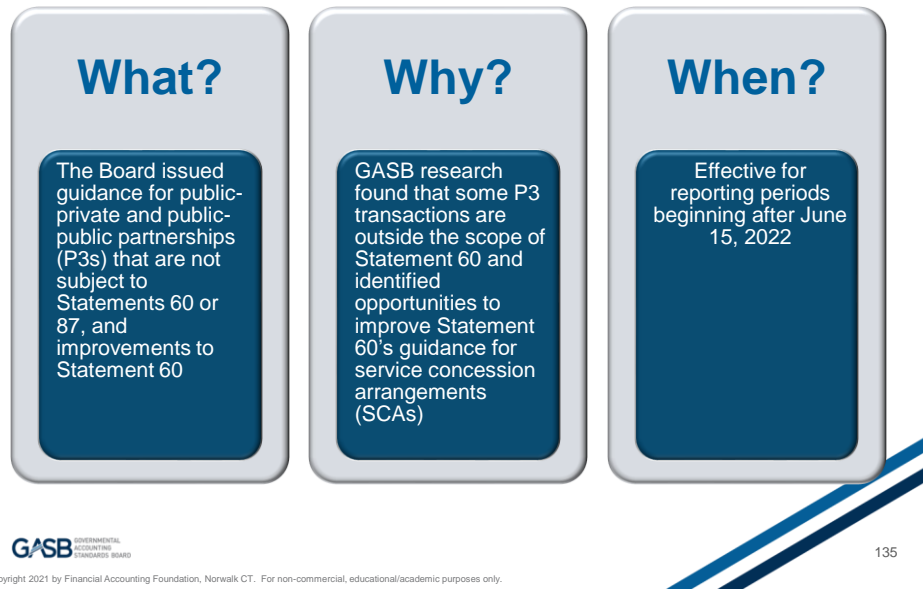 What?
The Board issued
guidance for public-
private and public-
public partnerships
(P3s) that are not
subject to
Statements 60 or
87, and
improvements to
Statement 60
Why?
GASB research
found that some P3
transactions are
outside the scope of
Statement 60 and
identified
opportunities to
improve Statement
60’s guidance for
service concession
arrangements
(SCAs)
When?
Effective for
reporting periods
beginning after June
15, 2022
GASB
GOVERNMENTAL
ACCOUNTING
STANDARDS BOARD
135
opyright 2021 by Financial Accounting Foundation, Norwalk CT. For non-commercial, educational/academic purposes only.